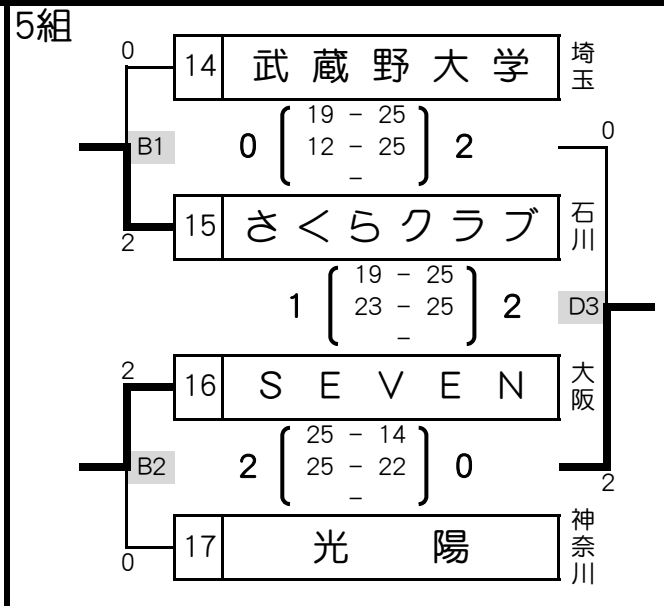 5組
0
14 武蔵野大学 埼玉
19 - 25
B1 0 12 - 25 2 0
-
2 15 さくらクラブ 石川
19 - 25
1 23 - 25 2 D3
-
2 16 SEVEN 大阪
25 - 14
B2 2 25 - 22 0 2
-
0 17 光陽 神奈川